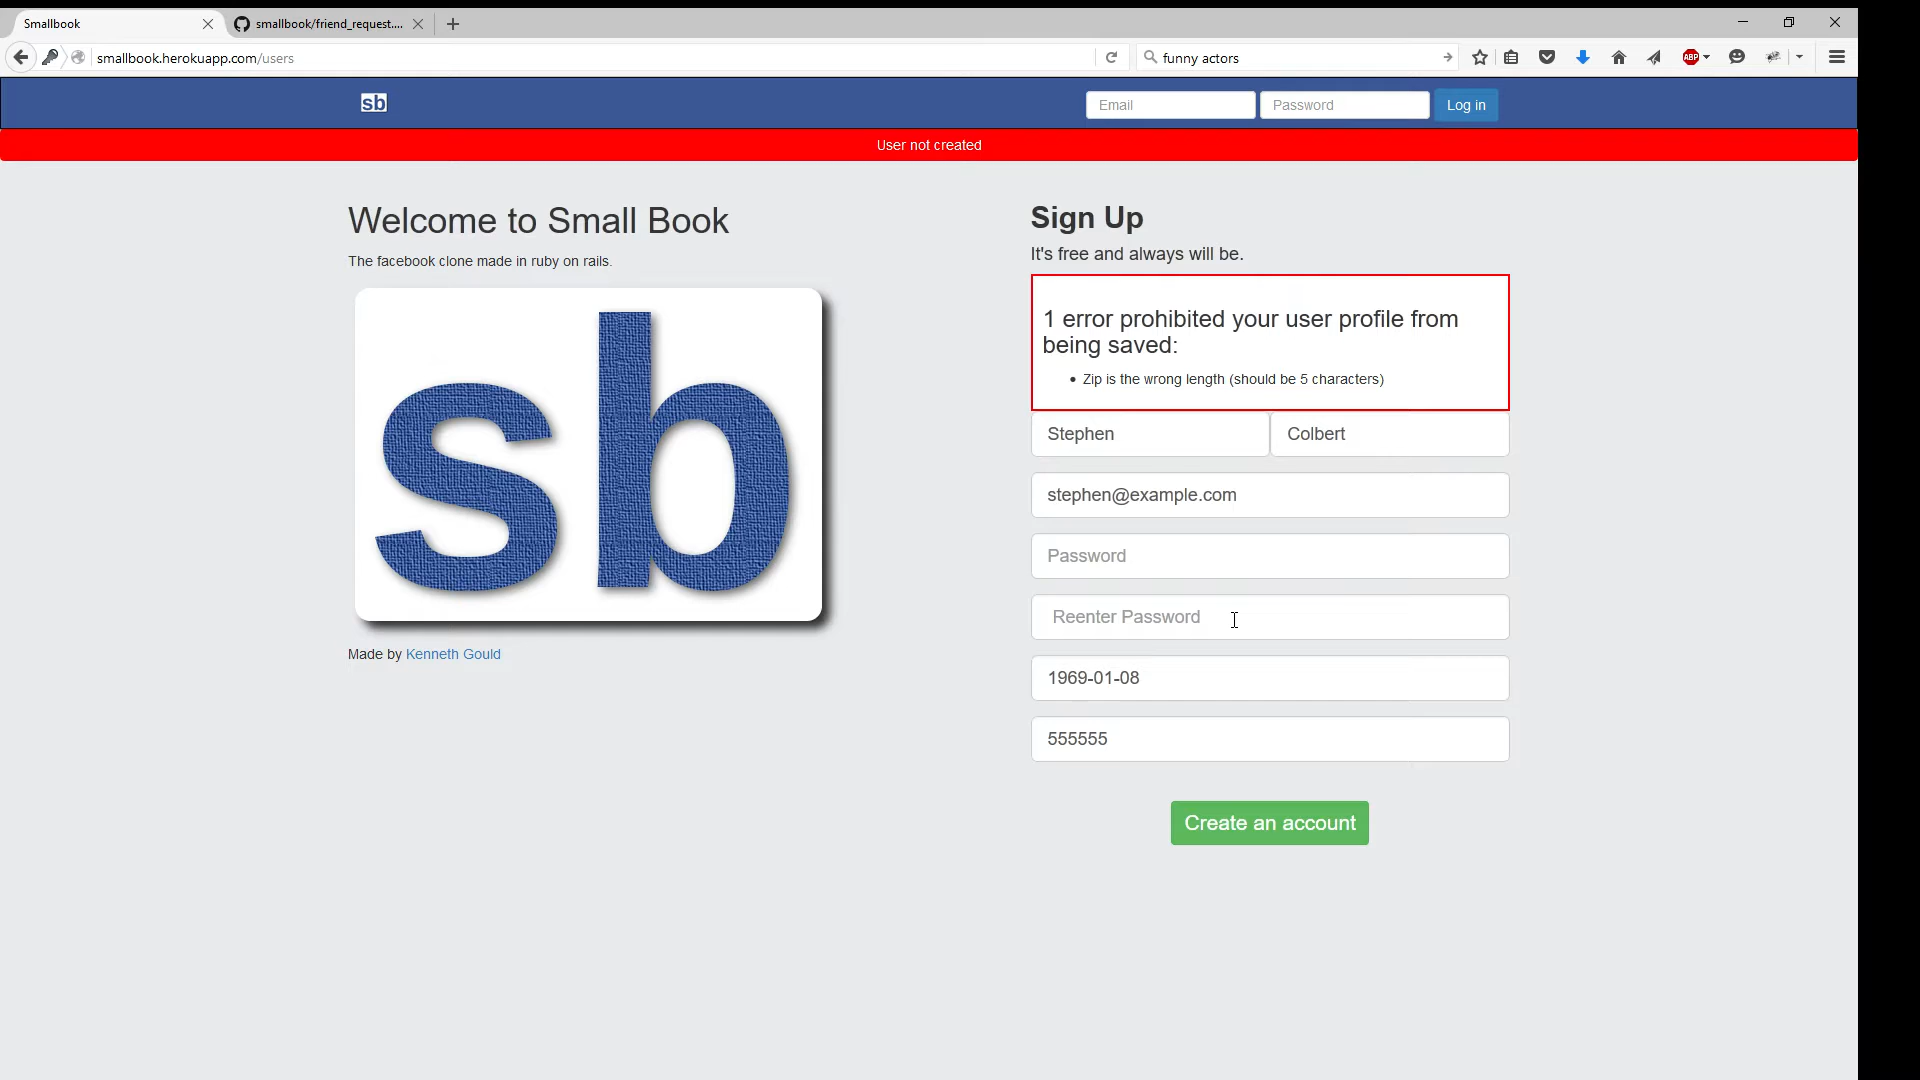 Smallbook
smallbook/friend_request....
smallbook.herokuapp.com/users
funny actors
ABP
sb
Email
Password
Log in
User not created
Welcome to Small Book
The facebook clone made in ruby on rails.
sb
Made by Kenneth Gould
Sign Up
It's free and always will be.
1 error prohibited your user profile from
being saved:
• Zip is the wrong length (should be 5 characters)
Stephen
Colbert
stephen@example.com
Password
Reenter Password
1969-01-08
555555
Create an account